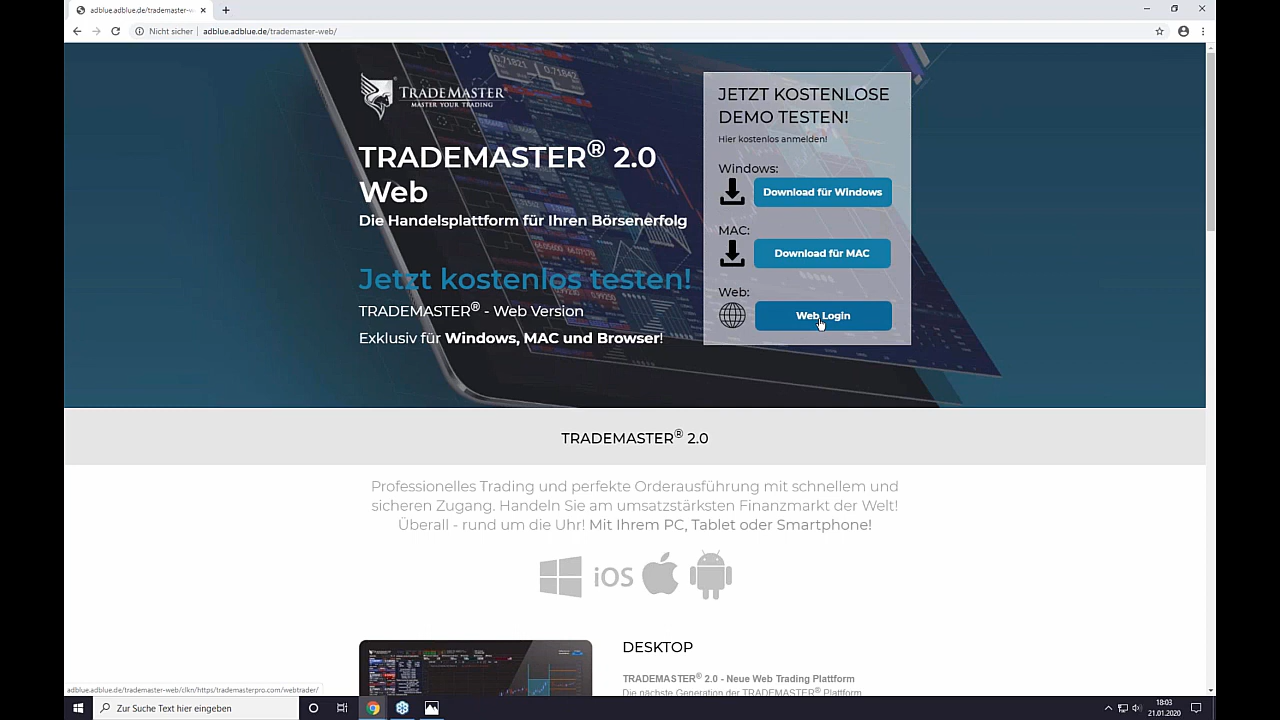 adblue.adblue.de/trademaster-w
Nicht sicher | adblue.adblue.de/trademaster-web/
0.71821
0.71842
TRADEMASTER®
MASTER YOUR TRADING
TRADEMASTER® 2.0
Web
Die Handelsplattform für Ihren Börsenerfolg
Jetzt kostenlos testen!
TRADEMASTER® - Web Version
Exklusiv für Windows, MAC und Browser!
JETZT KOSTENLOSE
DEMO TESTEN!
Hier kostenlos anmelden!
Windows:
Download für Windows
MAC:
Download für MAC
Web:
Web Login
TRADEMASTER® 2.0
Professionelles Trading und perfekte Orderausführung mit schnellem und
sicheren Zugang. Handeln Sie am umsatzstärksten Finanzmarkt der Welt!
Überall - rund um die Uhr! Mit Ihrem PC, Tablet oder Smartphone!
iOS
DESKTOP
TRADEMASTER® 2.0 - Neue Web Trading Plattform
Die nächste Generation der TRADEMASTER® Plattform
adblue.adblue.de/trademaster-web/clkn/https/trademasterpro.com/webtrader/
Zur Suche Text hier eingeben
18:03
21.01.2020